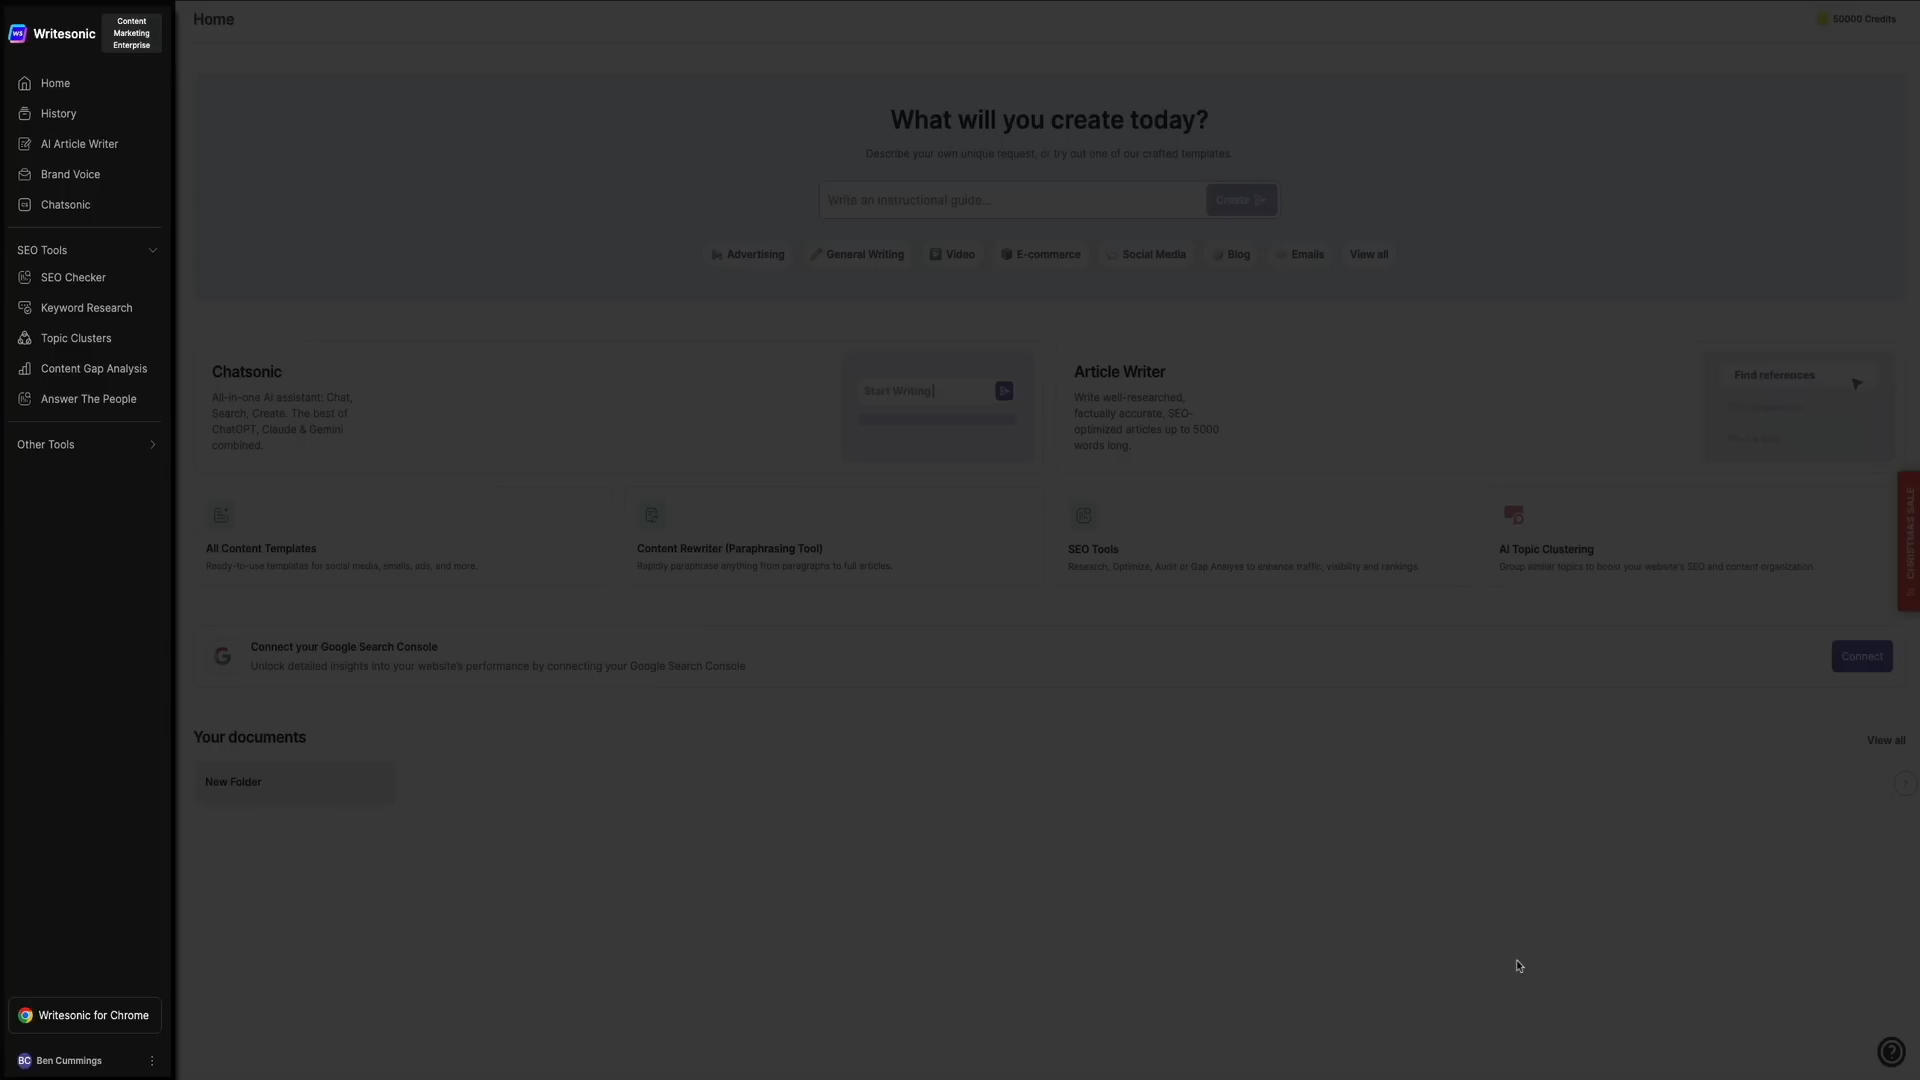 WS Writesonic
Content
Marketing
Enterprise
Home
History
AI Article Writer
Brand Voice
Chatsonic
SEO Tools
SEO Checker
Keyword Research
Topic Clusters
Content Gap Analysis
Answer The People
Other Tools
Writesonic for Chrome
BC Ben Cummings
Home
50000 Credits
What will you create today?
Describe your own unique request, or try out one of our crafted templates.
Write an instructional guide...
Create
Advertising
General Writing
Video
E-commerce
Social Media
Blog
Emails
View all
Chatsonic
All-in-one AI assistant: Chat,
Search, Create. The best of
ChatGPT, Claude & Gemini
combined.
Start Writing
Article Writer
Write well-researched,
factually accurate, SEO-
optimized articles up to 5000
words long.
Find references
All Content Templates
Ready-to-use templates for social media, emails, ads, and more.
Content Rewriter (Paraphrasing Tool)
Rapidly paraphrase anything from paragraphs to full articles.
SEO Tools
Research, Optimize, Audit or Gap Analyes to enhance traffic, visibility and rankings.
AI Topic Clustering
Group similar topics to boost your website's SEO and content organization.
CHRISTMAS SALE
Connect your Google Search Console
Unlock detailed insights into your website's performance by connecting your Google Search Console
Connect
Your documents
View all
New Folder